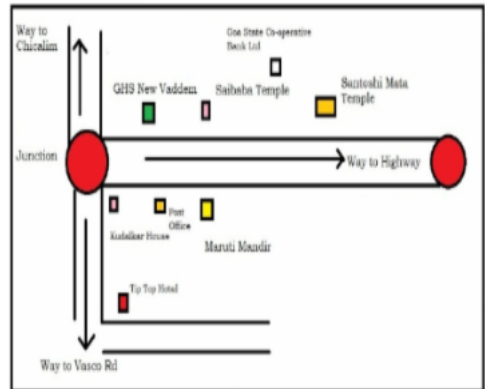 Way to
Chicalim
Goa State Co-operative
Bank Ltd
GHS New Vaddem
Saibaba Temple
Santoshi Mata
Temple
Junction
Way to Highway
Kudalkar House
Post
Office
Maruti Mandir
Tip Top Hotel
Way to Vasco Rd